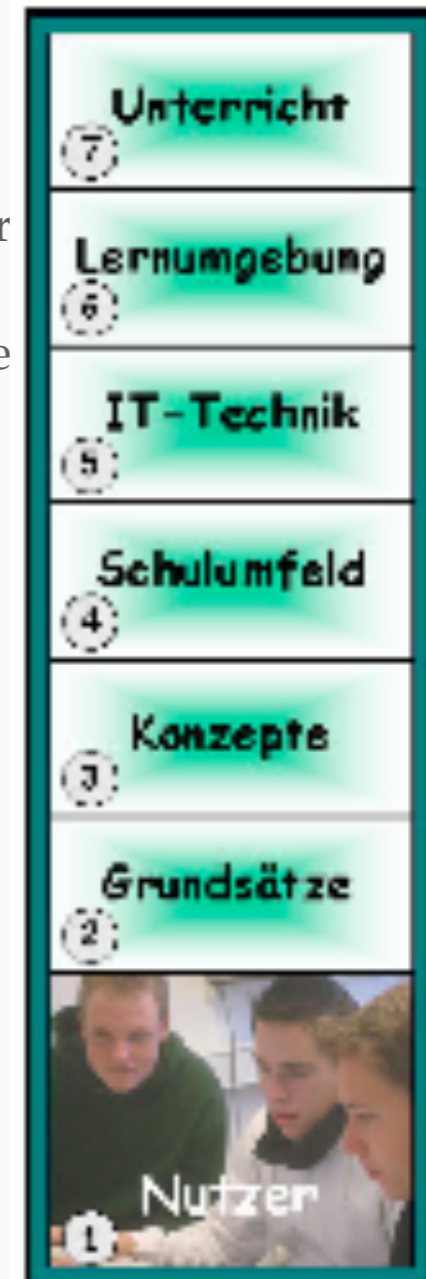 Unterricht
7
r
Lernumgebung
6
e
IT-Technik
5
Schulumfeld
4
Konzepte
3
Grundsätze
2
Nutzer
1